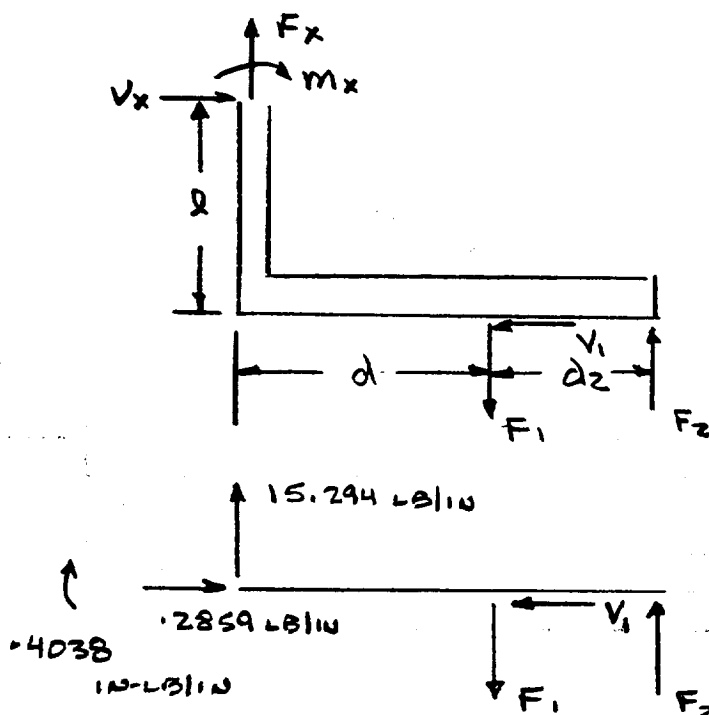 Fx
mx
Vx
l
V1
d
d2
F1
F2
15.294 LB/IN
.2859 LB/IN
V1
.4038
IN-LB/IN
F1
F2